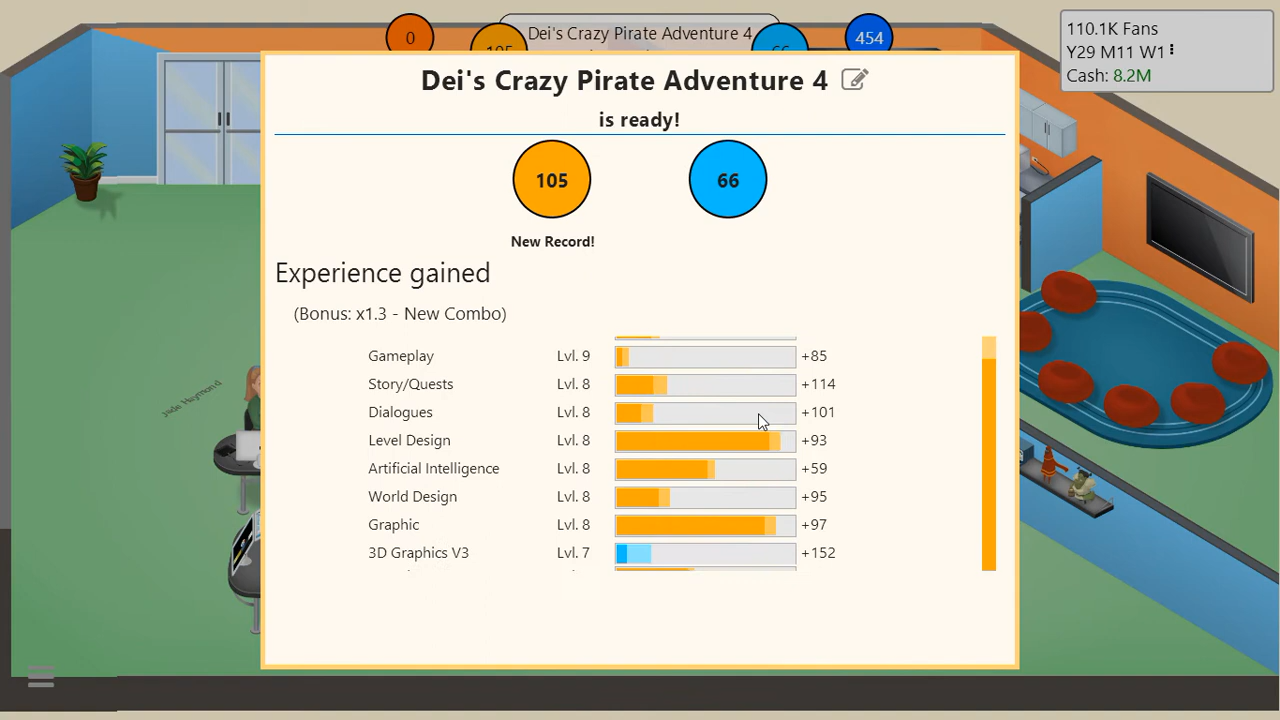 0
Dei's Crazy Pirate Adventure 4
454
110.1K Fans
Y29 M11 W1
Cash: 8.2M
Dei's Crazy Pirate Adventure 4
is ready!
105
66
New Record!
Experience gained
(Bonus: x1.3 - New Combo)
Gameplay Lvl. 9 +85
Story/Quests Lvl. 8 +114
Dialogues Lvl. 8 +101
Level Design Lvl. 8 +93
Artificial Intelligence Lvl. 8 +59
World Design Lvl. 8 +95
Graphic Lvl. 8 +97
3D Graphics V3 Lvl. 7 +152